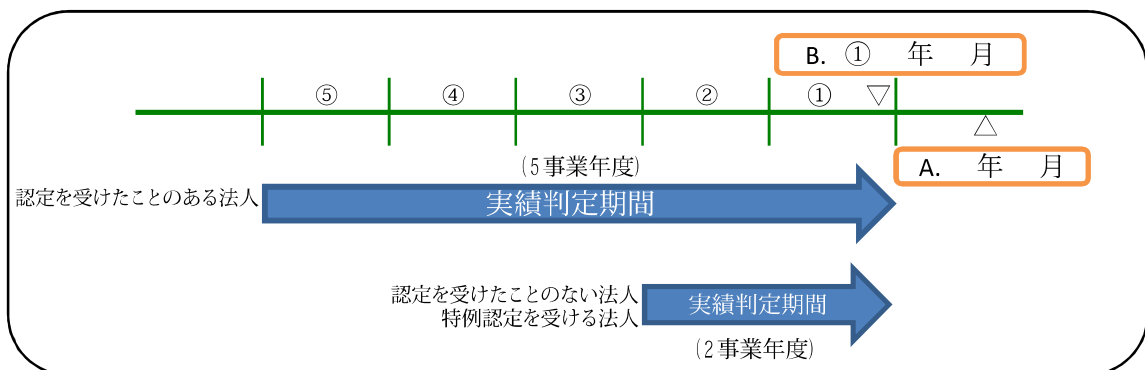 B. ① 年 月
⑤ ④ ③ ② ① ▽
△
A. 年 月
(5事業年度)
認定を受けたことのある法人
実績判定期間
認定を受けたことのない法人
特例認定を受ける法人
実績判定期間
(2事業年度)